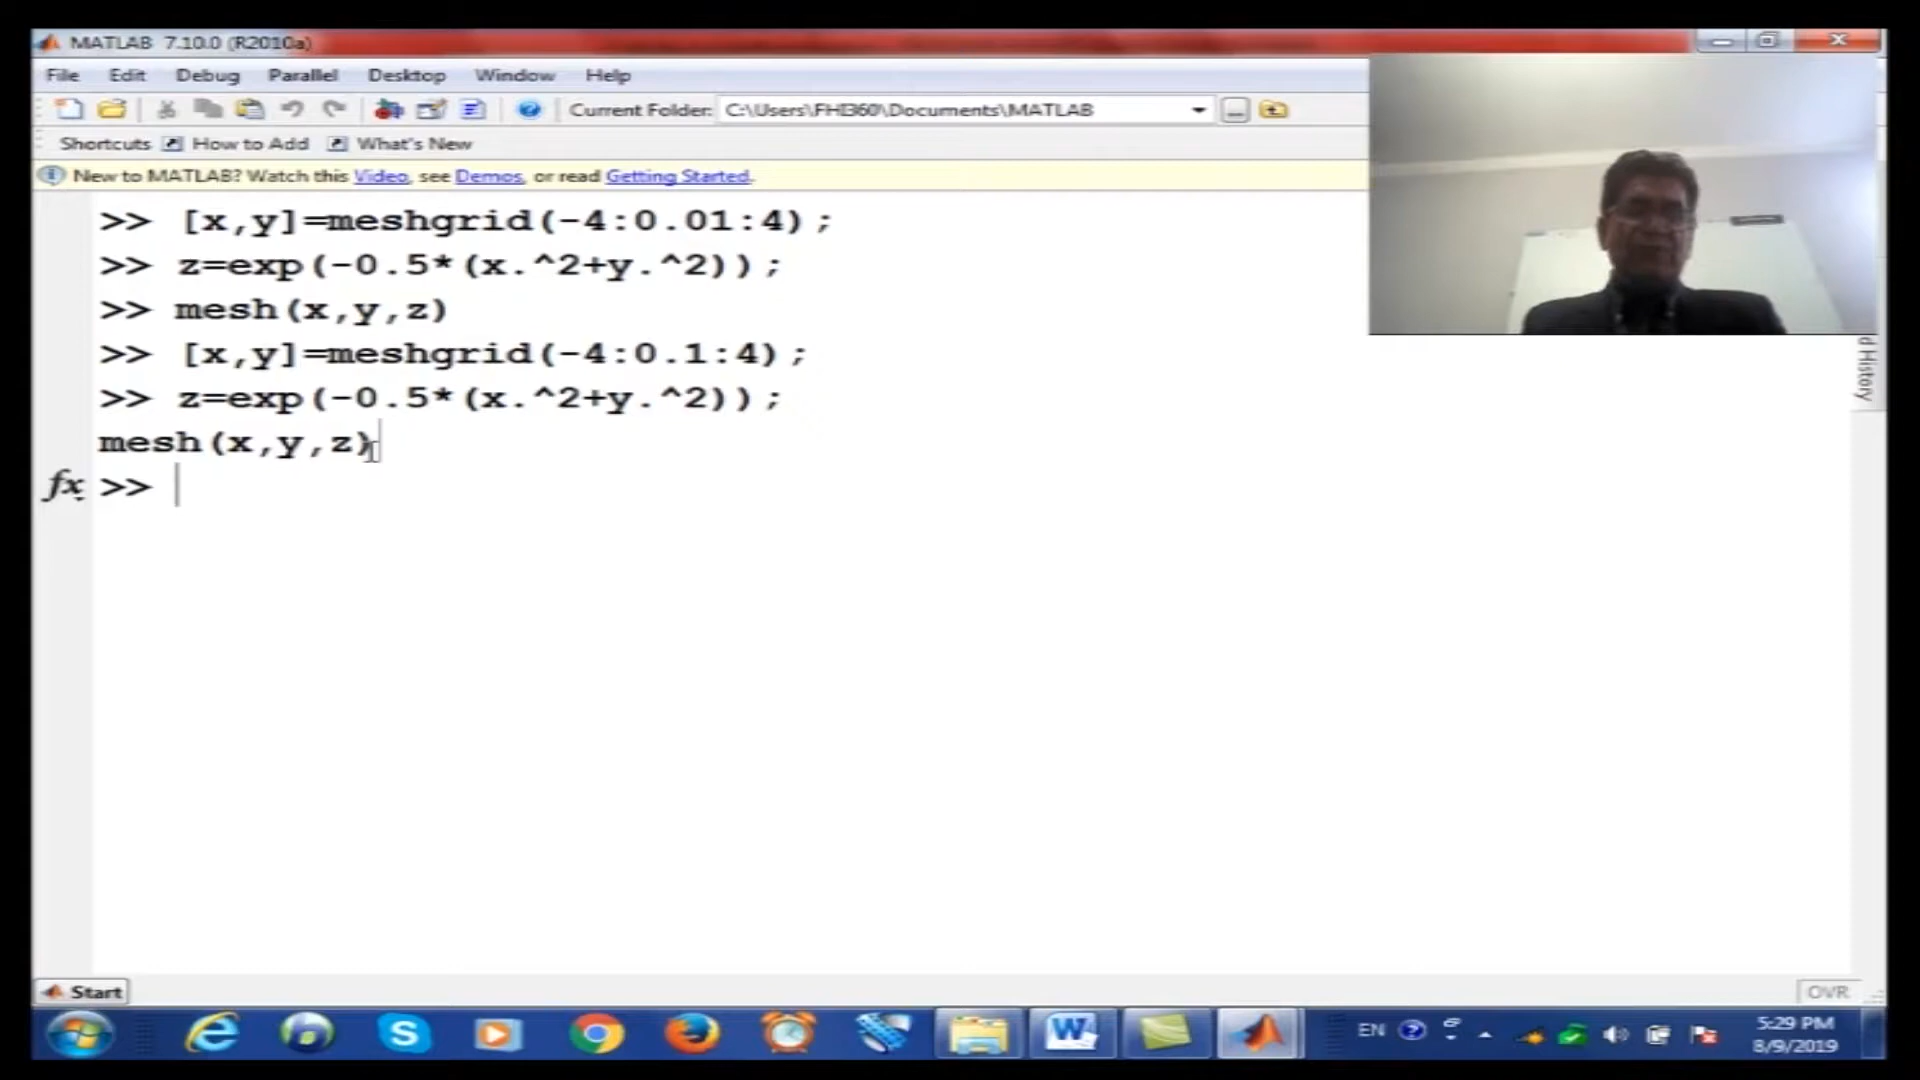 MATLAB 7.10.0 (R2010a)
File Edit Debug Parallel Desktop Window Help
Current Folder: C:\Users\FHI360\Documents\MATLAB ...
Shortcuts How to Add What's New
New to MATLAB? Watch this Video, see Demos, or read Getting Started.
>> [x,y]=meshgrid(-4:0.01:4);
>> z=exp(-0.5*(x.^2+y.^2));
>> mesh(x,y,z)
>> [x,y]=meshgrid(-4:0.1:4);
>> z=exp(-0.5*(x.^2+y.^2));
mesh(x,y,z)
fx >>
d History
Start
OVR
EN
5:29 PM
8/9/2019